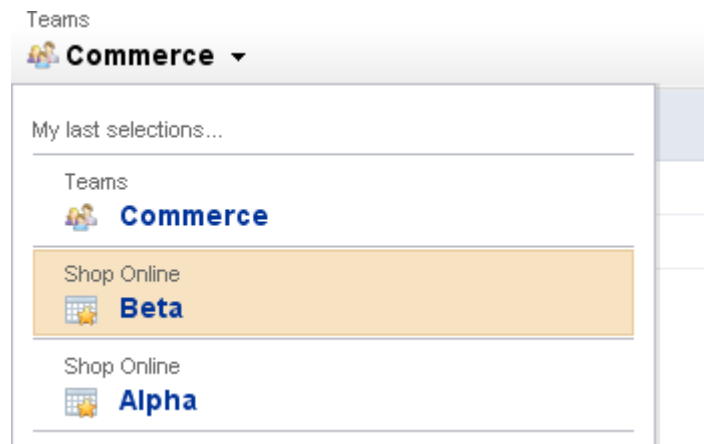 Teams
Commerce
My last selections...
Teams
Commerce
Shop Online
Beta
Shop Online
Alpha